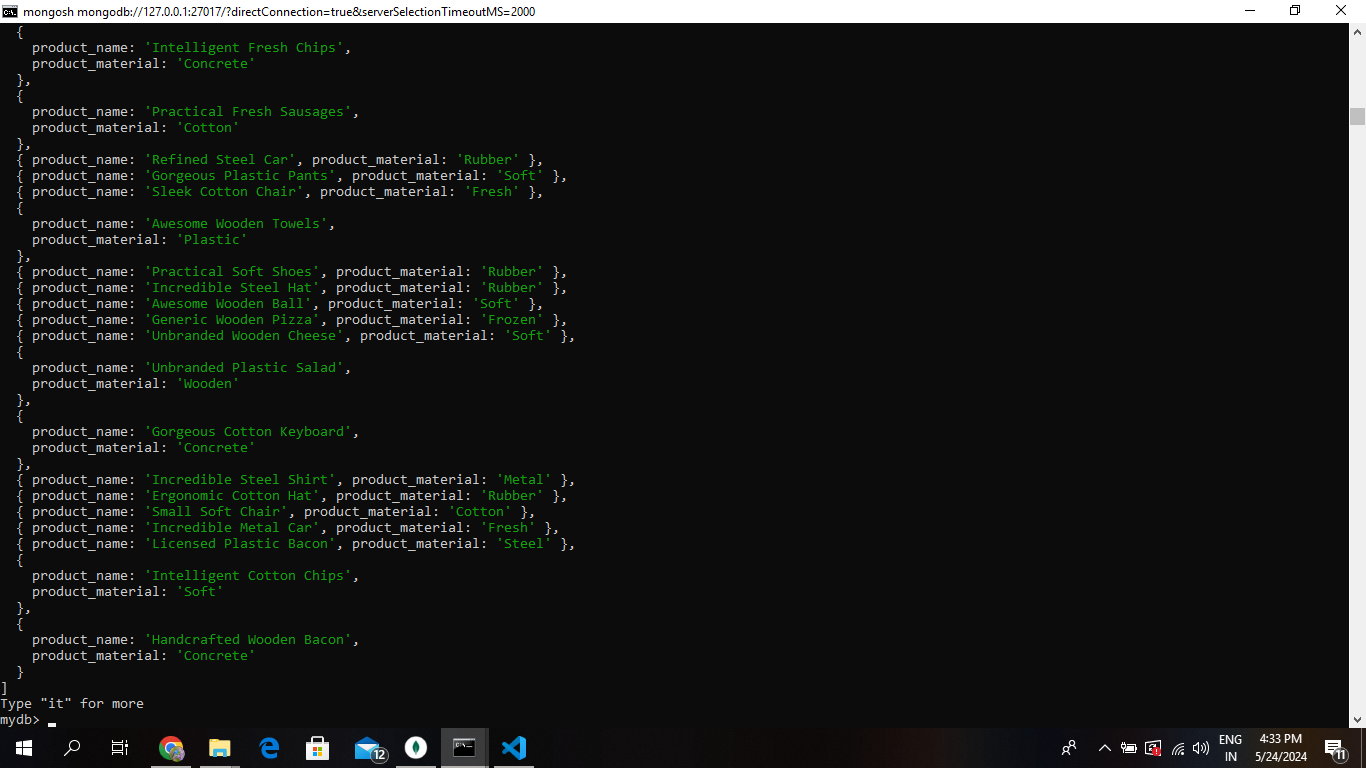 mongosh mongodb://127.0.0.1:27017/?directConnection=true&serverSelectionTimeoutMS=2000
  {
    product_name: 'Intelligent Fresh Chips',
    product_material: 'Concrete'
  },
  {
    product_name: 'Practical Fresh Sausages',
    product_material: 'Cotton'
  },
  { product_name: 'Refined Steel Car', product_material: 'Rubber' },
  { product_name: 'Gorgeous Plastic Pants', product_material: 'Soft' },
  { product_name: 'Sleek Cotton Chair', product_material: 'Fresh' },
  {
    product_name: 'Awesome Wooden Towels',
    product_material: 'Plastic'
  },
  { product_name: 'Practical Soft Shoes', product_material: 'Rubber' },
  { product_name: 'Incredible Steel Hat', product_material: 'Rubber' },
  { product_name: 'Awesome Wooden Ball', product_material: 'Soft' },
  { product_name: 'Generic Wooden Pizza', product_material: 'Frozen' },
  { product_name: 'Unbranded Wooden Cheese', product_material: 'Soft' },
  {
    product_name: 'Unbranded Plastic Salad',
    product_material: 'Wooden'
  },
  {
    product_name: 'Gorgeous Cotton Keyboard',
    product_material: 'Concrete'
  },
  { product_name: 'Incredible Steel Shirt', product_material: 'Metal' },
  { product_name: 'Ergonomic Cotton Hat', product_material: 'Rubber' },
  { product_name: 'Small Soft Chair', product_material: 'Cotton' },
  { product_name: 'Incredible Metal Car', product_material: 'Fresh' },
  { product_name: 'Licensed Plastic Bacon', product_material: 'Steel' },
  {
    product_name: 'Intelligent Cotton Chips',
    product_material: 'Soft'
  },
  {
    product_name: 'Handcrafted Wooden Bacon',
    product_material: 'Concrete'
  }
]
Type "it" for more
mydb>
12
ENG
IN
4:33 PM
5/24/2024
11